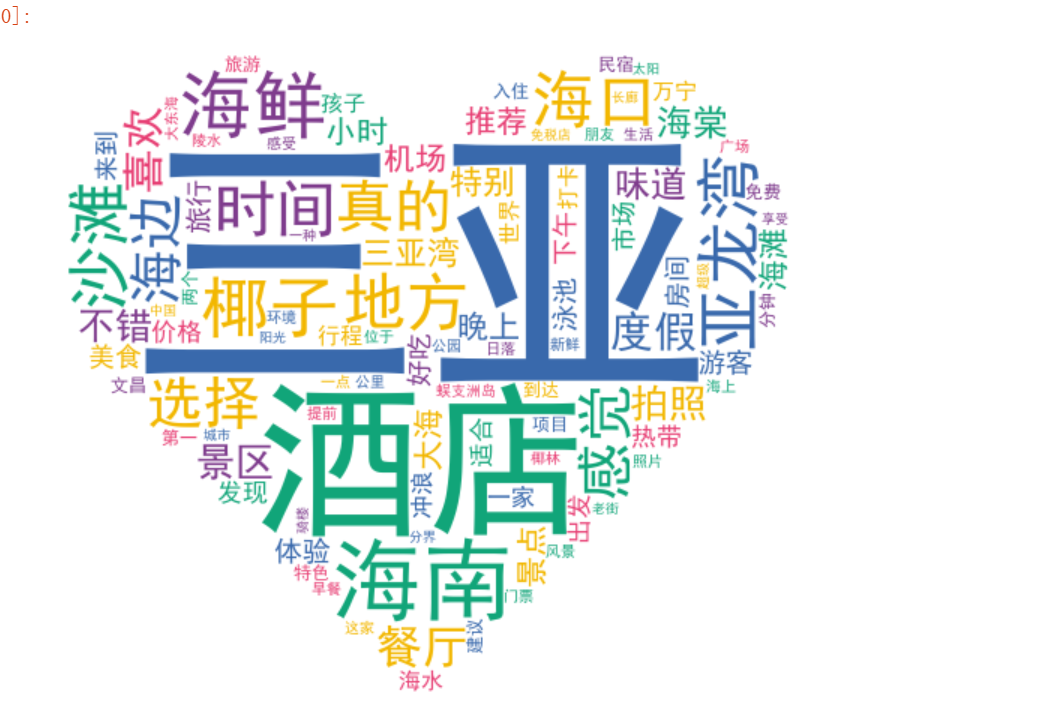 0]:
旅游
海鲜
孩子
小时
大东海
喜欢
来到
陵水
感受
机场
民宿
太阳
入住
海口
长廊
万宁
推荐
免税店
朋友
生活
海棠
广场
三亚
沙滩
海边
旅行
时间
一种
真的
特别
世界
打卡
下午
味道
市场
亚龙湾
免费
享受
海滩
三亚湾
两个
椰子
地方
环境
阳光
中国
不错
价格
行程
位于
晚上
日落
公园
泳池
新鲜
房间
度假
超级
分钟
美食
文昌
好吃
游客
海上
选择
一点
公里
蜈支洲岛
到达
拍照
第一
城市
提前
酒店
大海
适合
项目
感觉
热带
景区
椰林
照片
发现
冲浪
一家
出发
老街
骑楼
分界
体验
海南
景点
风景
特色
早餐
门票
这家
餐厅
建议
海水